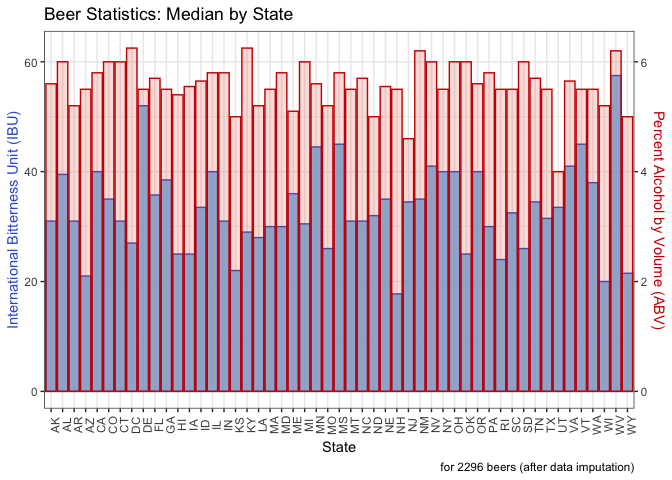 Beer Statistics: Median by State
International Bitterness Unit (IBU)
60
40
20
0
6
4
2
0
Percent Alcohol by Volume (ABV)
AK AL AR AZ CA CO CT DC DE FL GA HI IA ID IL IN KS KY LA MA MD ME MI MN MO MS MT NC ND NE NH NJ NM NV NY OH OK OR PA RI SC SD TN TX UT VA VT WA WI WV WY
State
for 2296 beers (after data imputation)